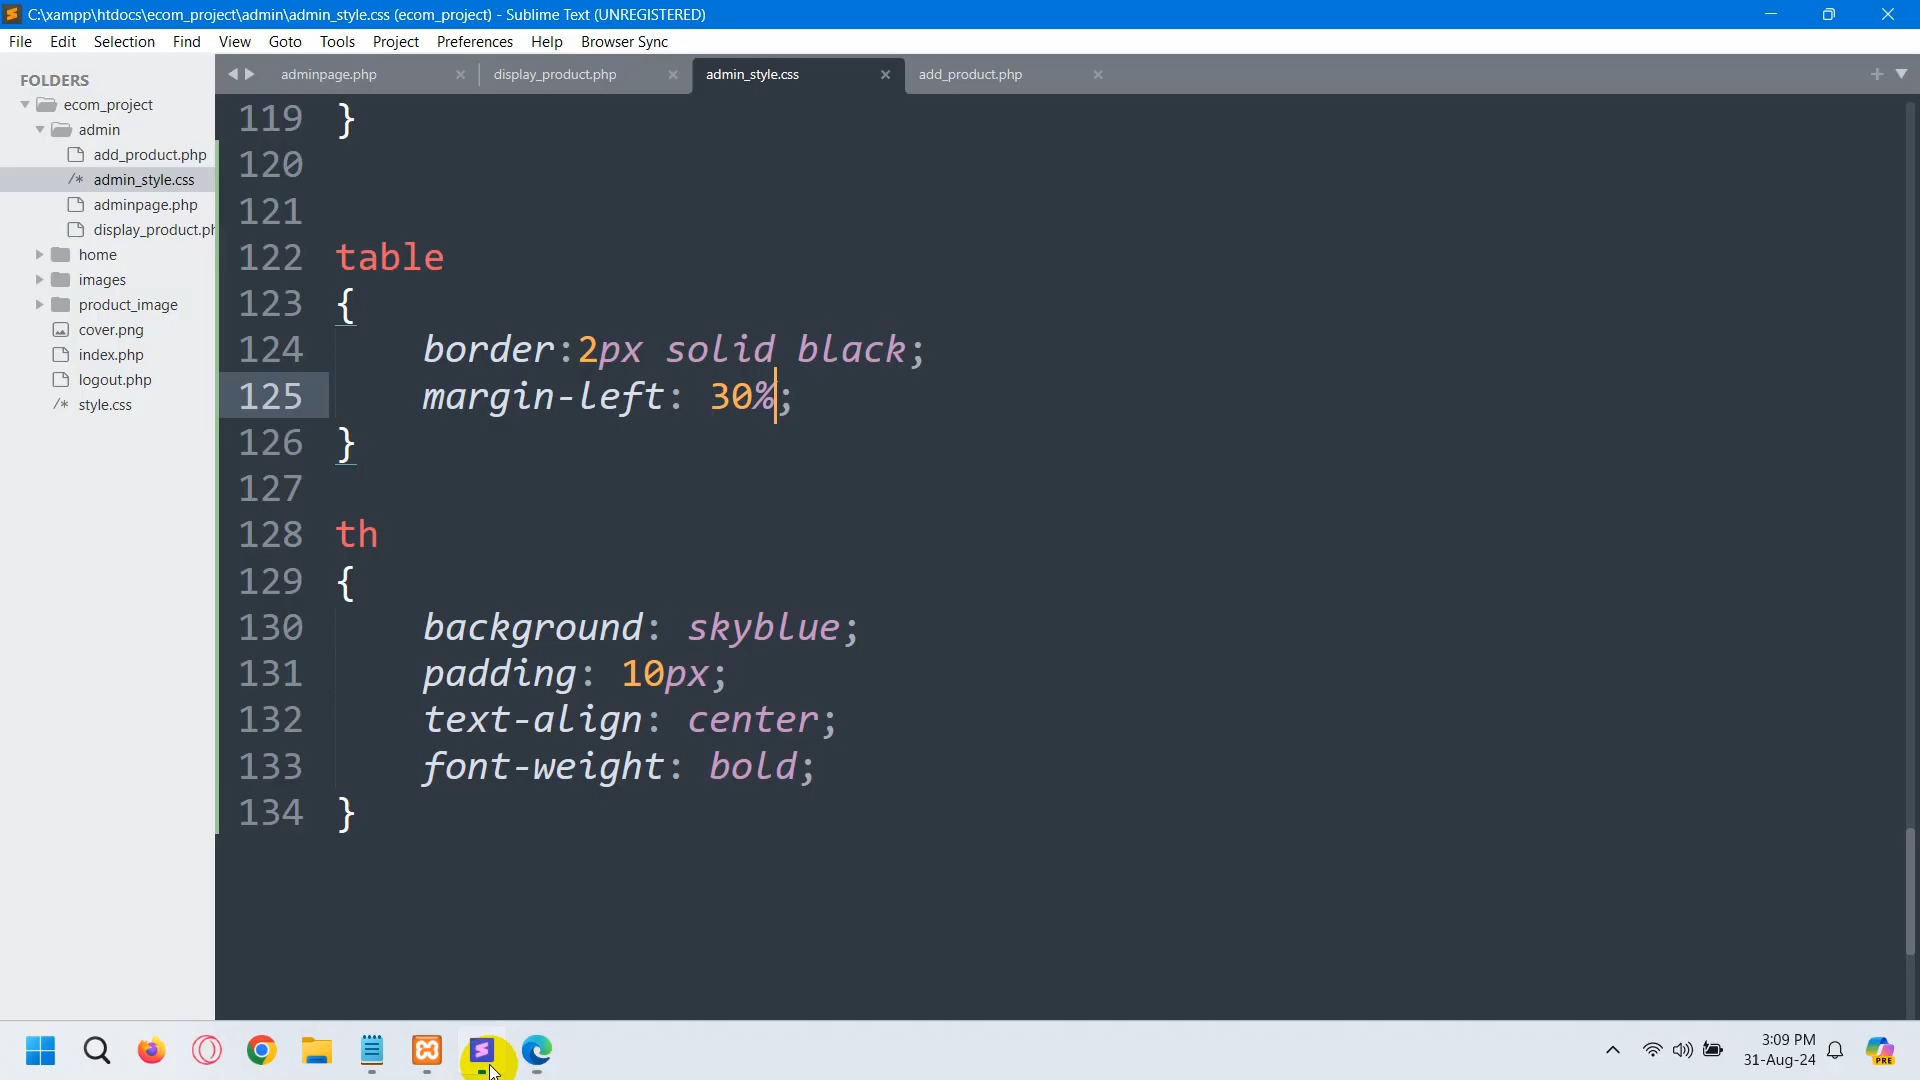 C:\xampp\htdocs\ecom_project\admin\admin_style.css (ecom_project) - Sublime Text (UNREGISTERED)
File Edit Selection Find View Goto Tools Project Preferences Help Browser Sync
FOLDERS
ecom_project
admin
add_product.php
/* admin_style.css
adminpage.php
display_product.ph
home
images
product_image
cover.png
index.php
logout.php
/* style.css
adminpage.php display_product.php admin_style.css add_product.php
119 }
120
121
122 table
123 {
124 border:2px solid black;
125 margin-left: 30%;
126 }
127
128 th
129 {
130 background: skyblue;
131 padding: 10px;
132 text-align: center;
133 font-weight: bold;
134 }
3:09 PM
31-Aug-24
PRE